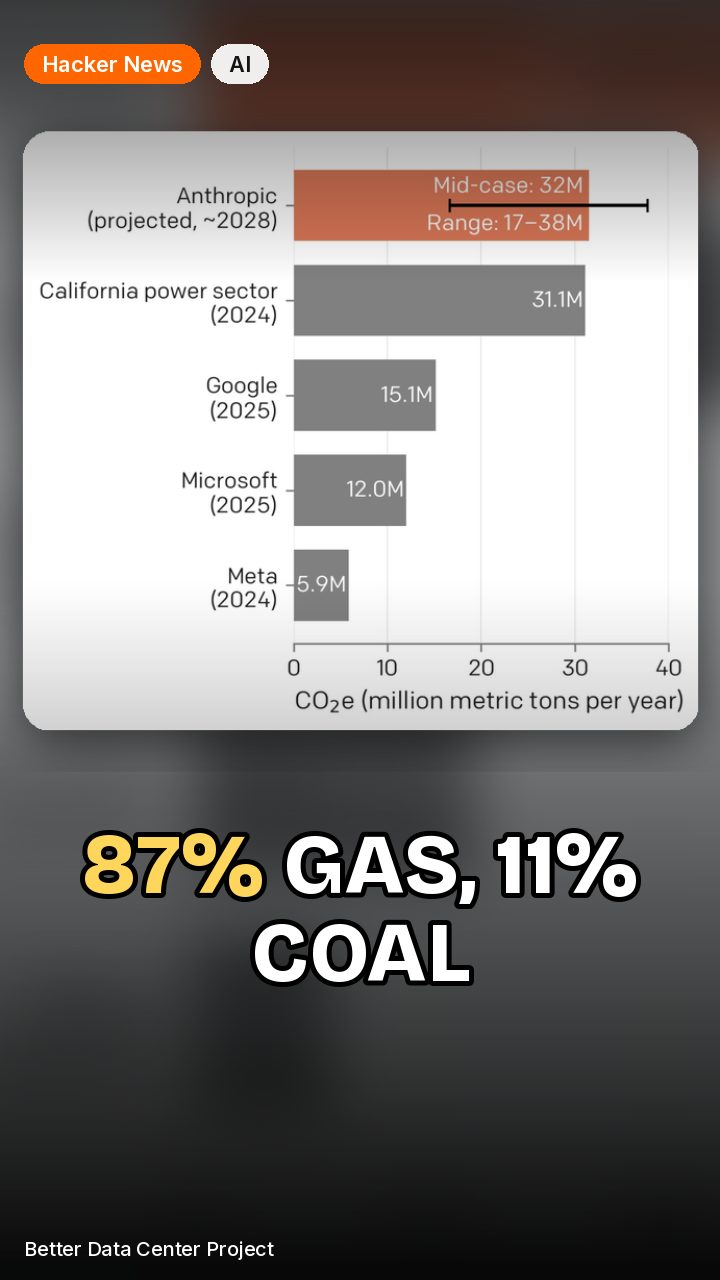 Hacker News
AI
Anthropic
(projected, ~2028)
Mid-case: 32M
Range: 17–38M
California power sector
(2024)
31.1M
Google
(2025)
15.1M
Microsoft
(2025)
12.0M
Meta
(2024)
5.9M
0 10 20 30 40
CO₂e (million metric tons per year)
87% GAS, 11%
COAL
Better Data Center Project